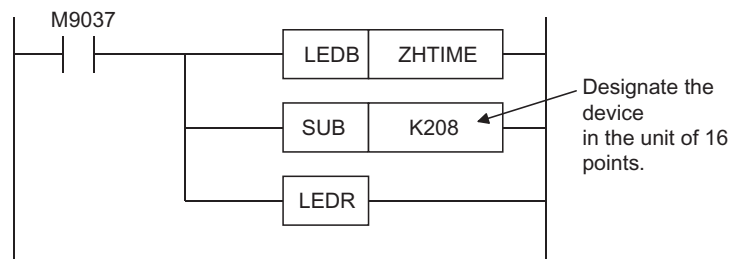 M9037
LEDB ZHTIME
SUB K208
LEDR
Designate the
device
in the unit of 16
points.